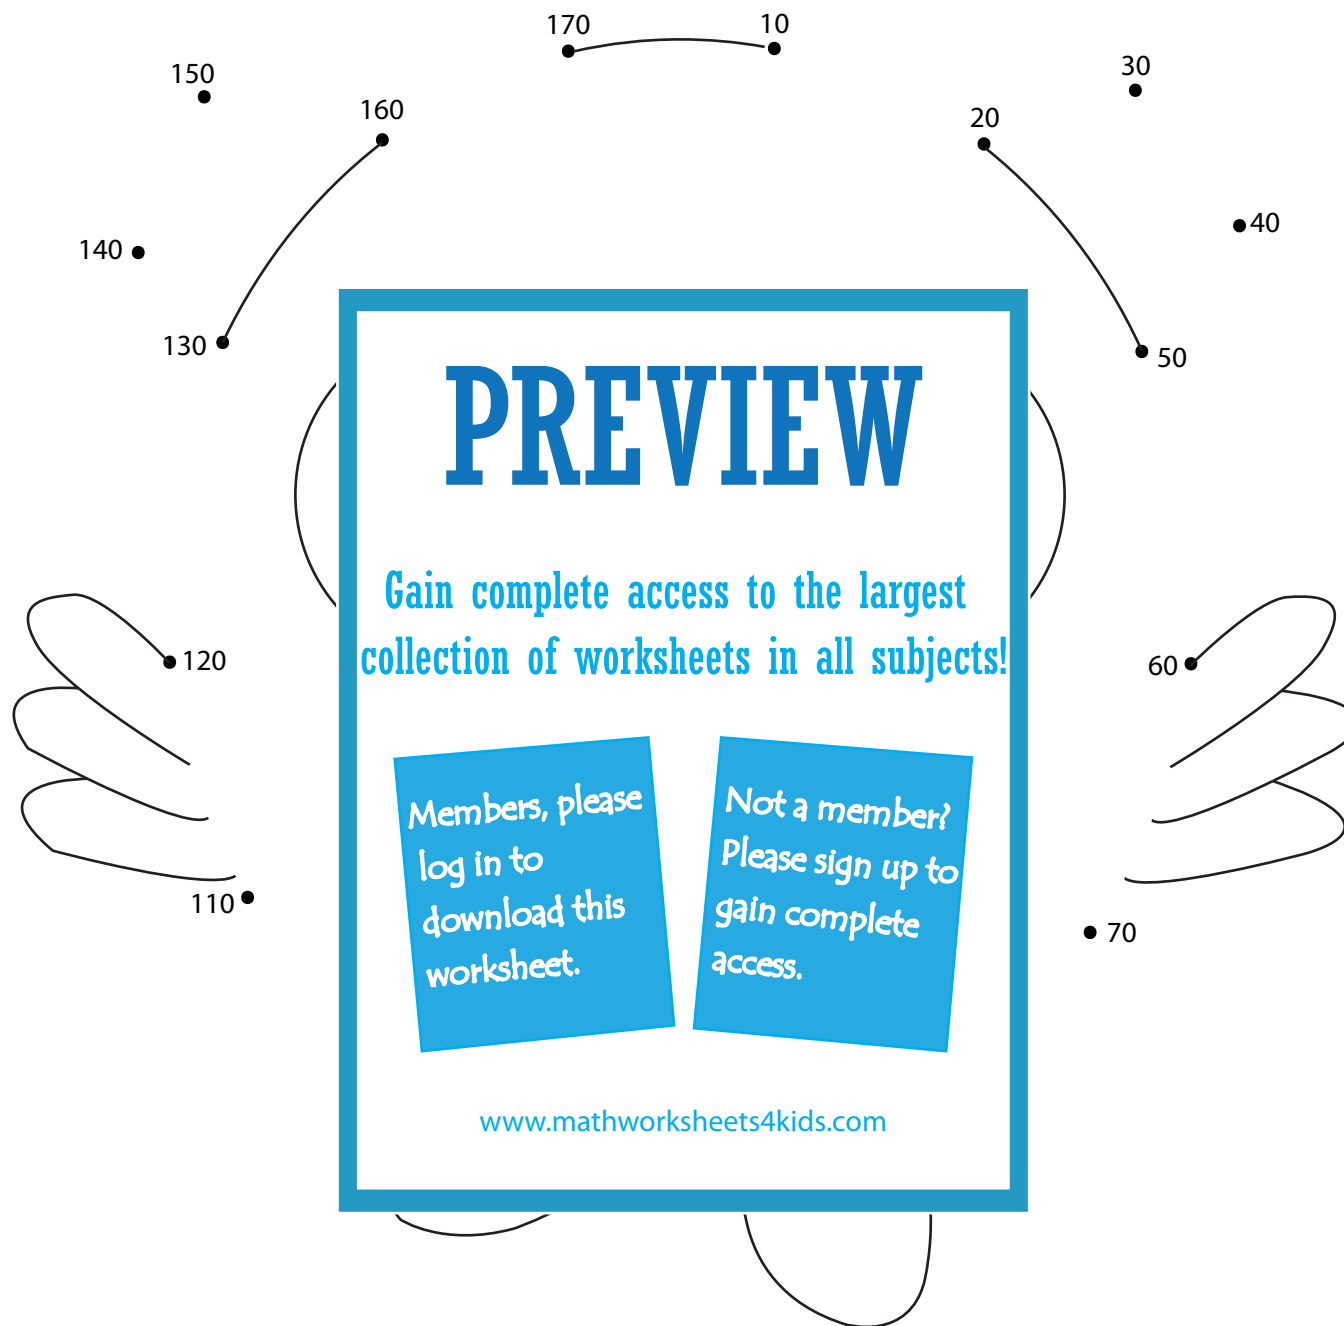 170
10
150
30
160
20
140
40
130
50
PREVIEW
Gain complete access to the largest
collection of worksheets in all subjects!
120
60
Members, please
log in to
download this
worksheet.
Not a member?
Please sign up to
gain complete
access.
110
70
www.mathworksheets4kids.com